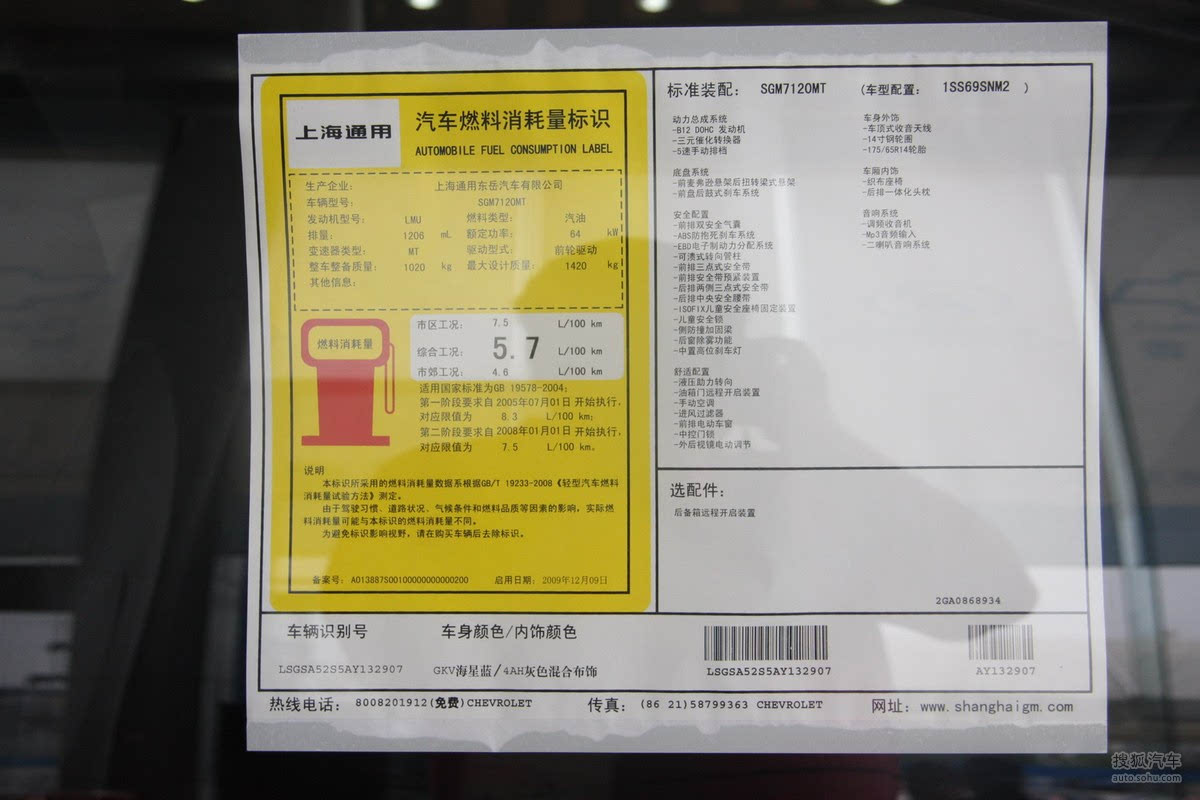 上海通用
汽车燃料消耗量标识
AUTOMOBILE FUEL CONSUMPTION LABEL
生产企业： 上海通用东岳汽车有限公司
车辆型号： SGM7120MT
发动机型号： LMU 燃料类型： 汽油
排量： 1206 mL 额定功率： 64 kW
变速器类型： MT 驱动型式： 前轮驱动
整车整备质量： 1020 kg 最大设计质量： 1420 kg
其他信息：
燃料消耗量
市区工况： 7.5 L/100 km
综合工况： 5.7 L/100 km
市郊工况： 4.6 L/100 km
适用国家标准为GB 19578-2004；
第一阶段要求自2005年07月01日 开始执行，
对应限值为 8.3 L/100 km；
第二阶段要求自2008年01月01日 开始执行，
对应限值为 7.5 L/100 km。
说明
本标识所采用的燃料消耗量数据系根据GB/T 19233-2008《轻型汽车燃料
消耗量试验方法》测定。
由于驾驶习惯、道路状况、气候条件和燃料品质等因素的影响，实际燃
料消耗量可能与本标识的燃料消耗量不同。
为避免标识影响视野，请在购买车辆后去除标识。
备案号： A013887500100000000000200 启用日期： 2009年12月09日
标准装配： SGM7120MT （车型配置： 1SS69SNM2 ）
动力总成系统
-B12 DOHC 发动机
-三元催化转换器
-5速手动排档
底盘系统
-前麦弗逊悬架后扭转梁式悬架
-前盘后鼓式刹车系统
安全配置
-前排双安全气囊
-ABS防抱死刹车系统
-EBD电子制动力分配系统
-可溃式转向管柱
-前排三点式安全带
-前排安全带预紧装置
-后排两侧三点式安全带
-后排中央安全腰带
-ISOFIX儿童安全座椅固定装置
-儿童安全锁
-侧防撞加固梁
-后窗除雾功能
-中置高位刹车灯
舒适配置
-液压助力转向
-油箱门远程开启装置
-手动空调
-进风过滤器
-前排电动车窗
-中控门锁
-外后视镜电动调节
车身外饰
-车顶式收音天线
-14寸钢轮圈
-175/65R14轮胎
车厢内饰
-织布座椅
-后排一体化头枕
音响系统
-调频收音机
-Mp3音频输入
-二喇叭音响系统
选配件：
后备箱远程开启装置
2GA0868934
车辆识别号 车身颜色/内饰颜色
LSGSA52S5AY132907 GKV海星蓝/4AH灰色混合布饰 LSGSA52S5AY132907 AY132907
热线电话： 8008201912(免费)CHEVROLET 传真： (86 21)58799363 CHEVROLET 网址： www.shanghaigm.com
搜狐汽车
auto.sohu.com